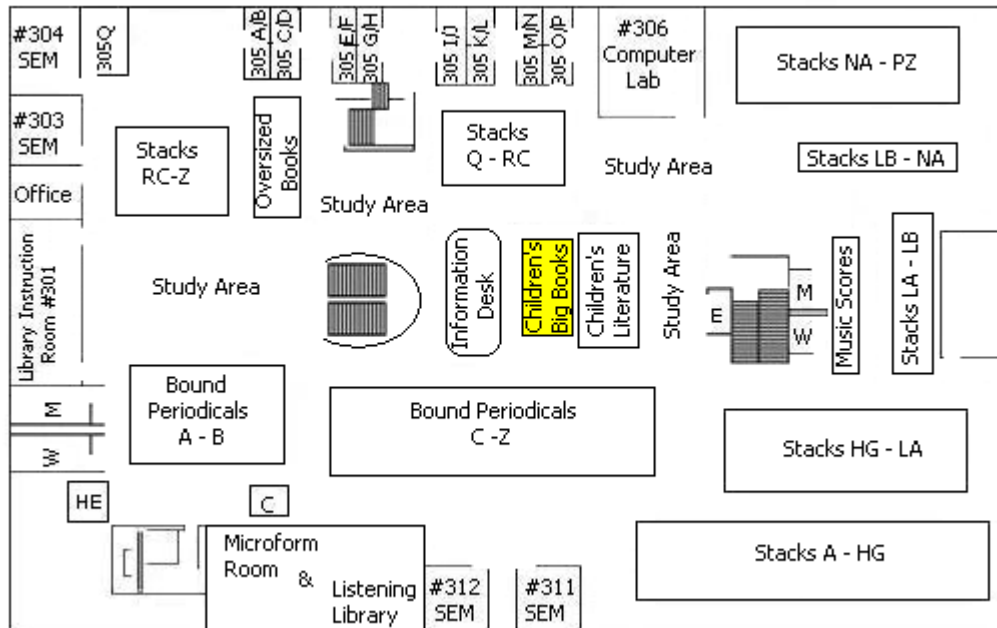 #304
SEM
305Q
305 A/B
305 C/D
305 E/F
305 G/H
305 I/J
305 K/L
305 M/N
305 O/P
#306
Computer
Lab
Stacks NA - PZ
#303
SEM
Stacks
RC-Z
Oversized
Books
Stacks
Q - RC
Study Area
Stacks LB - NA
Office
Study Area
Library Instruction
Room #301
Study Area
Information
Desk
Children's
Big Books
Children's
Literature
Study Area
E
M
W
Music Scores
Stacks LA - LB
M
W
Bound
Periodicals
A - B
Bound Periodicals
C -Z
Stacks HG - LA
HE
C
Microform
Room
&
Listening
Library
#312
SEM
#311
SEM
Stacks A - HG